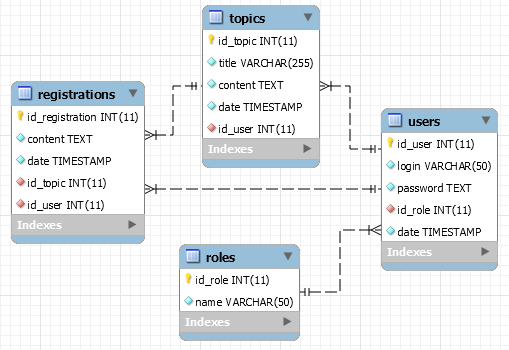 topics
id_topic INT(11)
title VARCHAR(255)
content TEXT
date TIMESTAMP
id_user INT(11)
Indexes
registrations
id_registration INT(11)
content TEXT
date TIMESTAMP
id_topic INT(11)
id_user INT(11)
Indexes
users
id_user INT(11)
login VARCHAR(50)
password TEXT
id_role INT(11)
date TIMESTAMP
Indexes
roles
id_role INT(11)
name VARCHAR(50)
Indexes